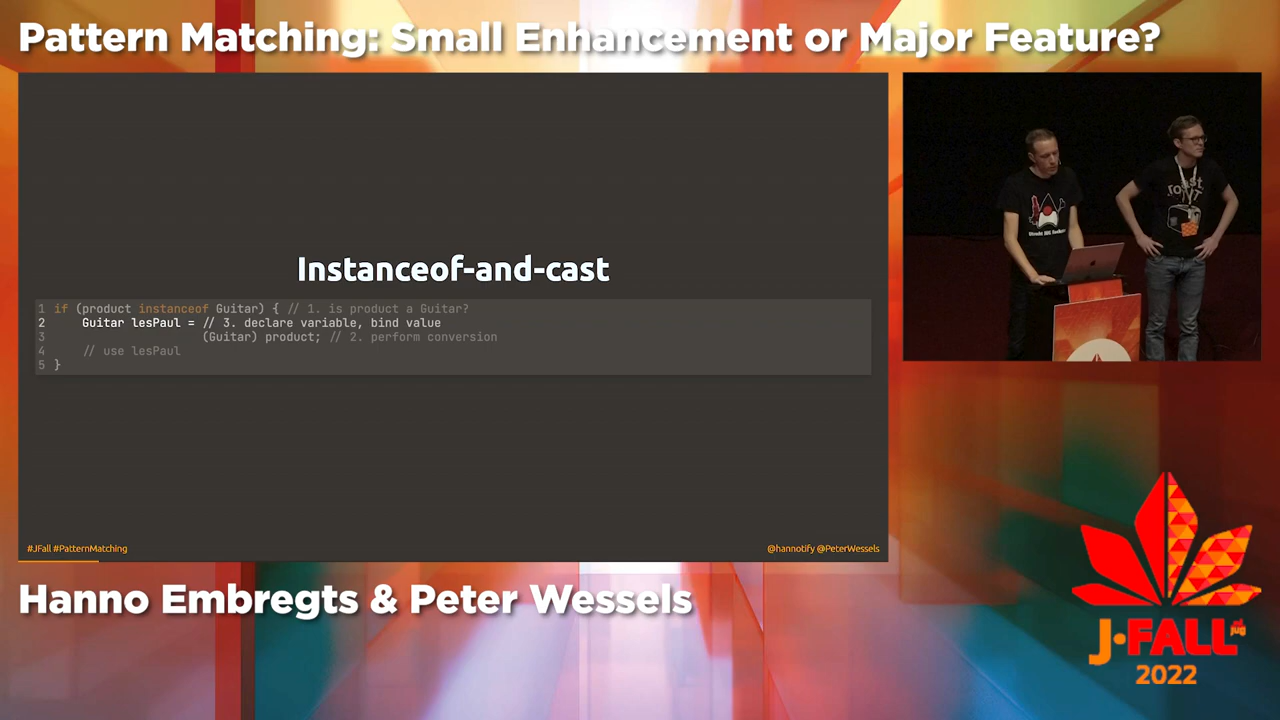 Pattern Matching: Small Enhancement or Major Feature?
Instanceof-and-cast
1 if (product instanceof Guitar) { // 1. is product a Guitar?
2 Guitar lesPaul = // 3. declare variable, bind value
3 (Guitar) product; // 2. perform conversion
4 // use lesPaul
5 }
#JFall #PatternMatching
@hannotify @PeterWessels
Hanno Embregts & Peter Wessels
J-FALL
nl
jug
2022